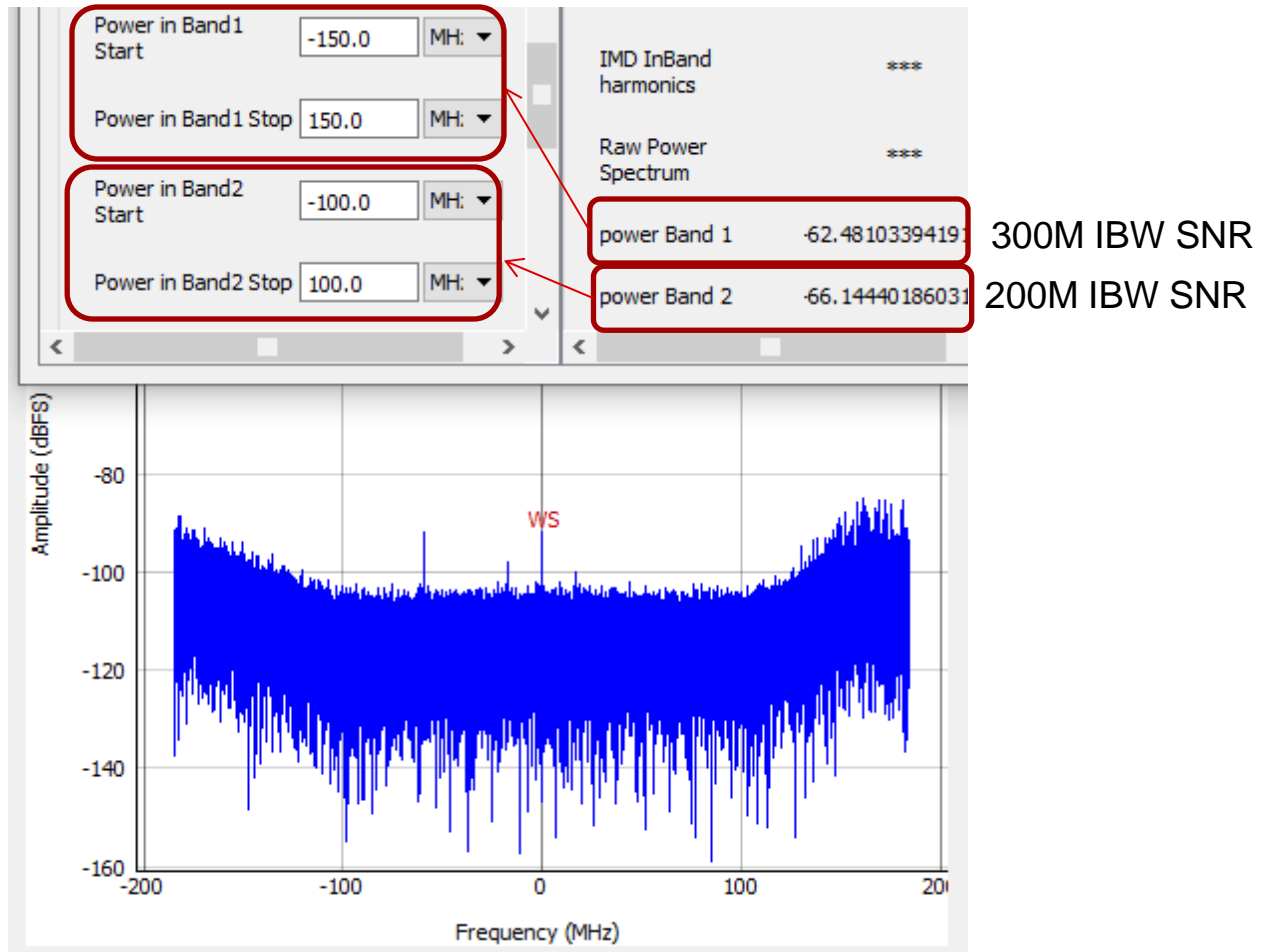 Power in Band1
Start
-150.0
MH:
Power in Band1 Stop
150.0
MH:
Power in Band2
Start
-100.0
MH:
Power in Band2 Stop
100.0
MH:
IMD InBand
harmonics
***
Raw Power
Spectrum
***
power Band 1
-62.4810339419
300M IBW SNR
power Band 2
-66.14440186031
200M IBW SNR
Amplitude (dBFS)
-80
-100
-120
-140
-160
WS
-200
-100
0
100
Frequency (MHz)